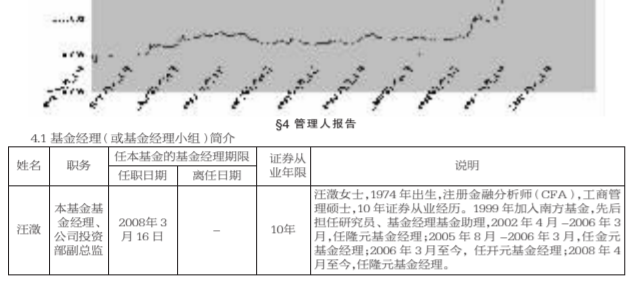 §4 管理人报告
4.1 基金经理(或基金经理小组)简介
姓名 职务 任本基金的基金经理期限 证券从业年限 说明
任职日期 离任日期
汪澂 本基金基金经理、公司投资部副总监 2008年3月16日 – 10年
汪澂女士,1974年出生,注册金融分析师(CFA),工商管
理硕士,10年证券从业经历。1999年加入南方基金,先后
担任研究员、基金经理基金助理,2002年4月-2006年3
月,任隆元基金经理;2005年8月-2006年3月,任金元
基金经理;2006年3月至今,任开元基金经理;2008年4
月至今,任隆元基金经理。